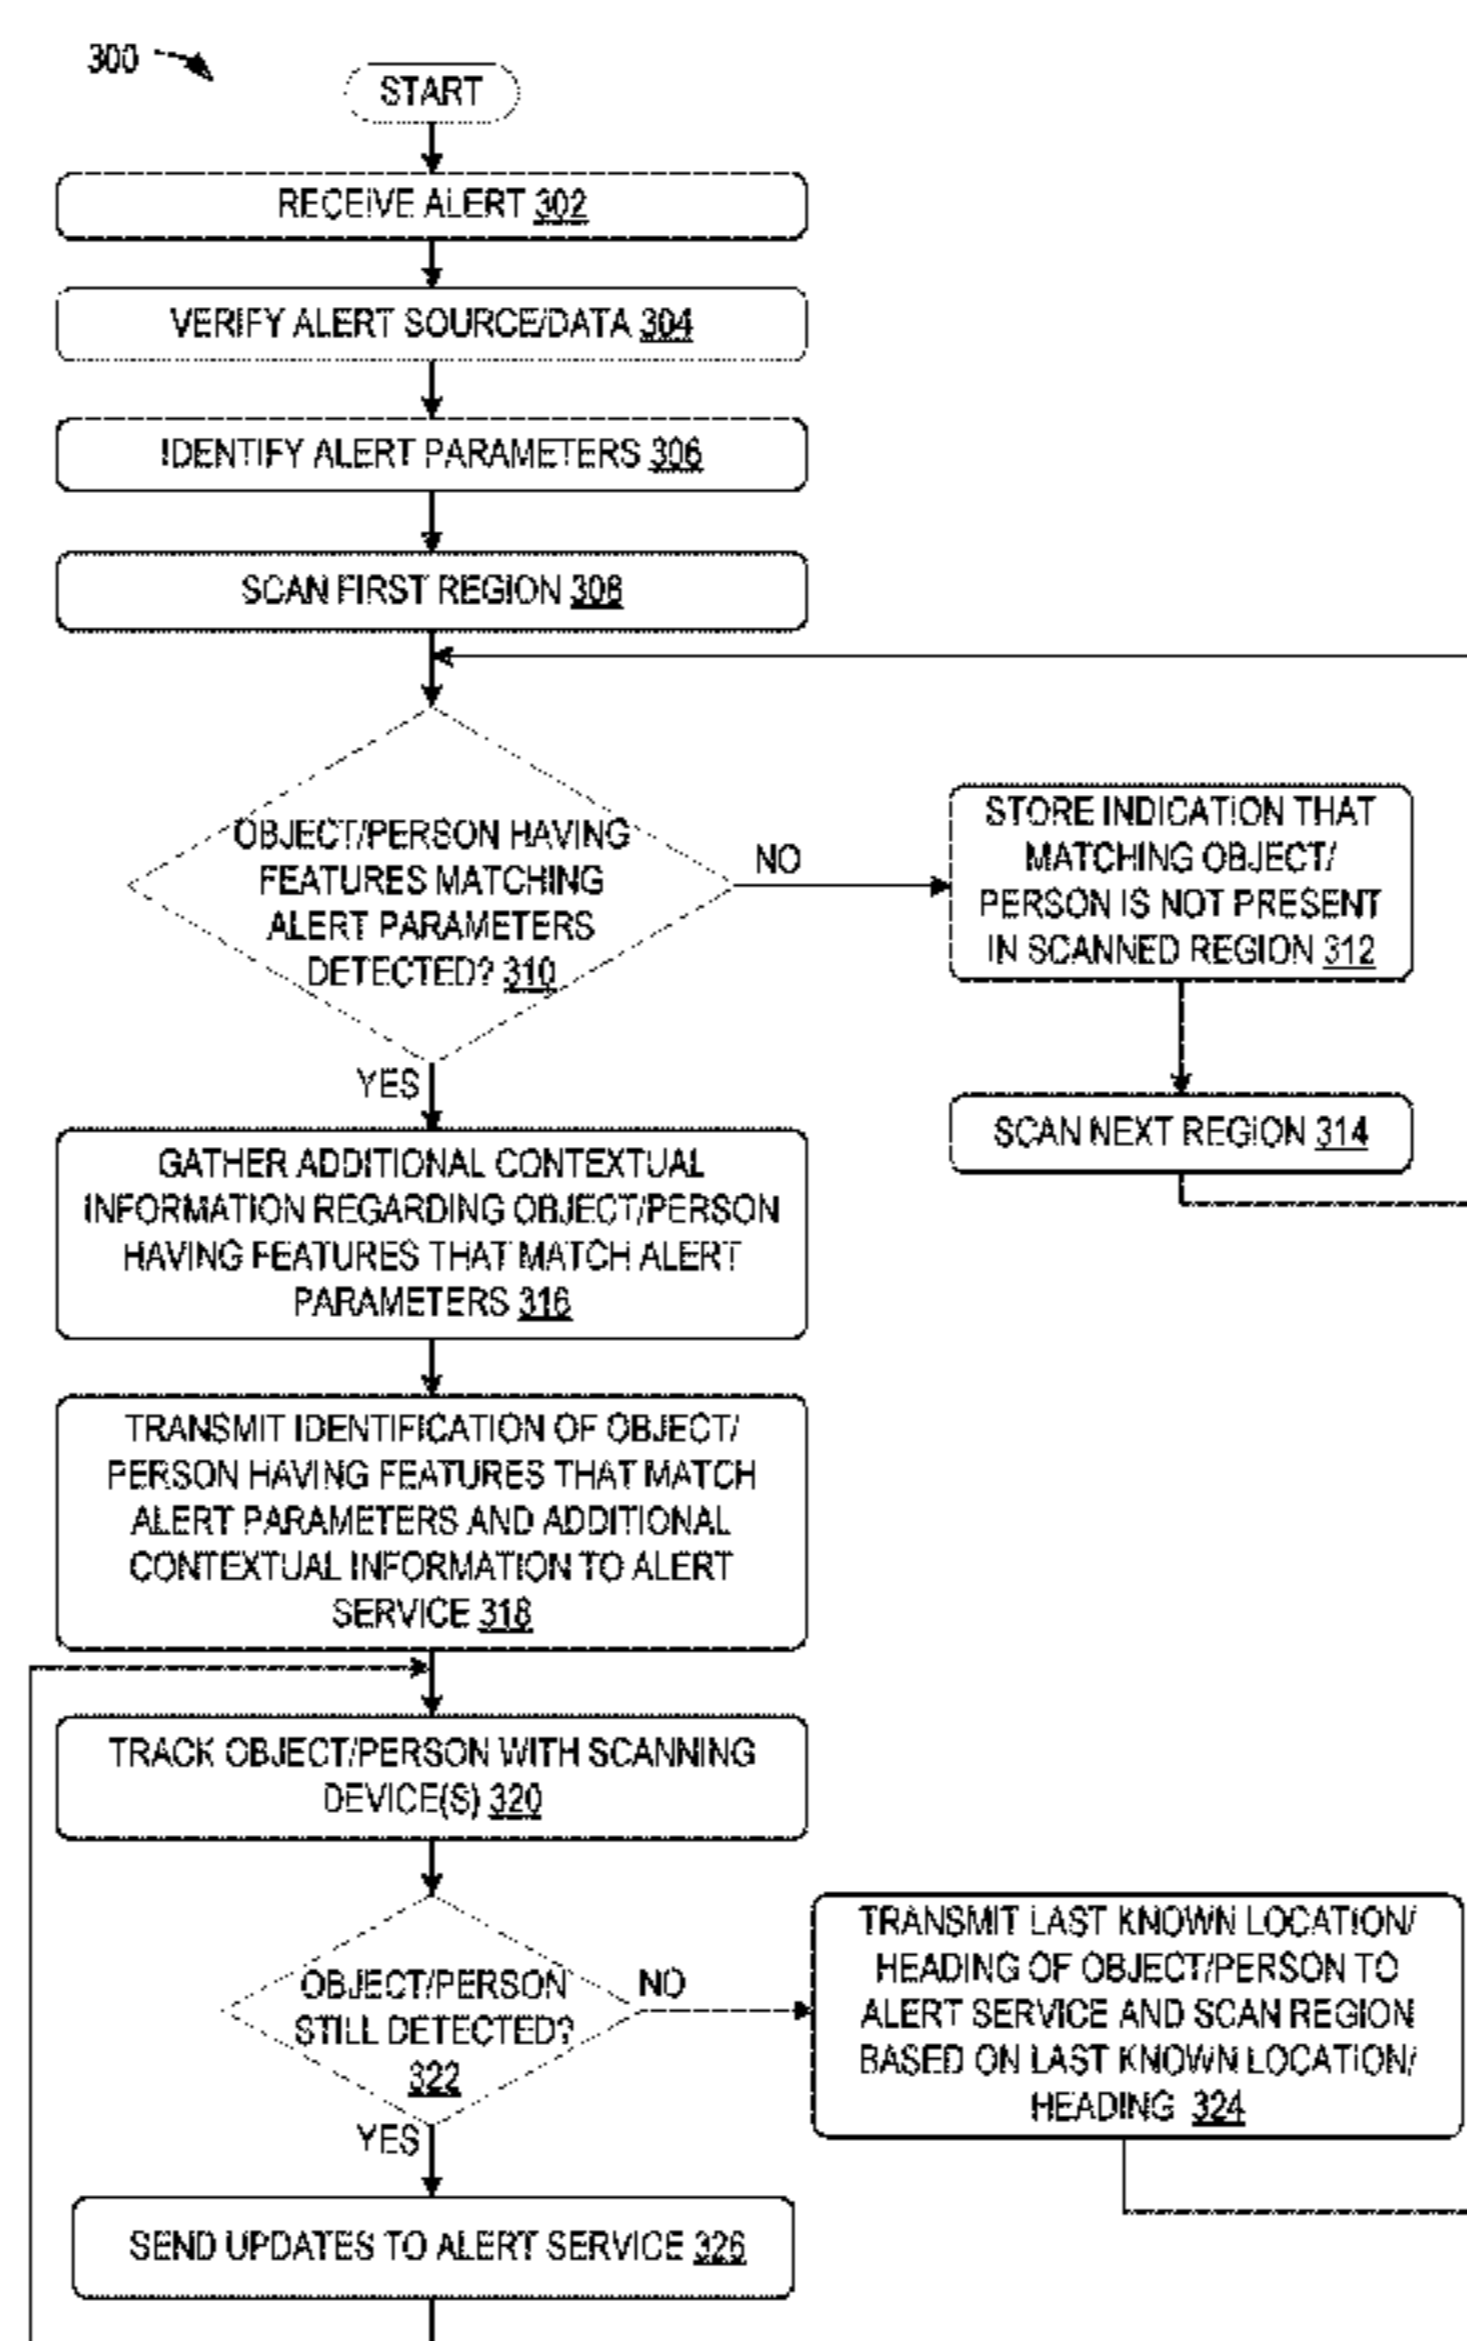 300
START
RECEIVE ALERT 302
VERIFY ALERT SOURCE/DATA 304
IDENTIFY ALERT PARAMETERS 306
SCAN FIRST REGION 308
OBJECT/PERSON HAVING
FEATURES MATCHING
ALERT PARAMETERS
DETECTED? 310
NO
STORE INDICATION THAT
MATCHING OBJECT/
PERSON IS NOT PRESENT
IN SCANNED REGION 312
SCAN NEXT REGION 314
YES
GATHER ADDITIONAL CONTEXTUAL
INFORMATION REGARDING OBJECT/PERSON
HAVING FEATURES THAT MATCH ALERT
PARAMETERS 316
TRANSMIT IDENTIFICATION OF OBJECT/
PERSON HAVING FEATURES THAT MATCH
ALERT PARAMETERS AND ADDITIONAL
CONTEXTUAL INFORMATION TO ALERT
SERVICE 318
TRACK OBJECT/PERSON WITH SCANNING
DEVICE(S) 320
OBJECT/PERSON
STILL DETECTED?
322
NO
TRANSMIT LAST KNOWN LOCATION/
HEADING OF OBJECT/PERSON TO
ALERT SERVICE AND SCAN REGION
BASED ON LAST KNOWN LOCATION/
HEADING 324
YES
SEND UPDATES TO ALERT SERVICE 326